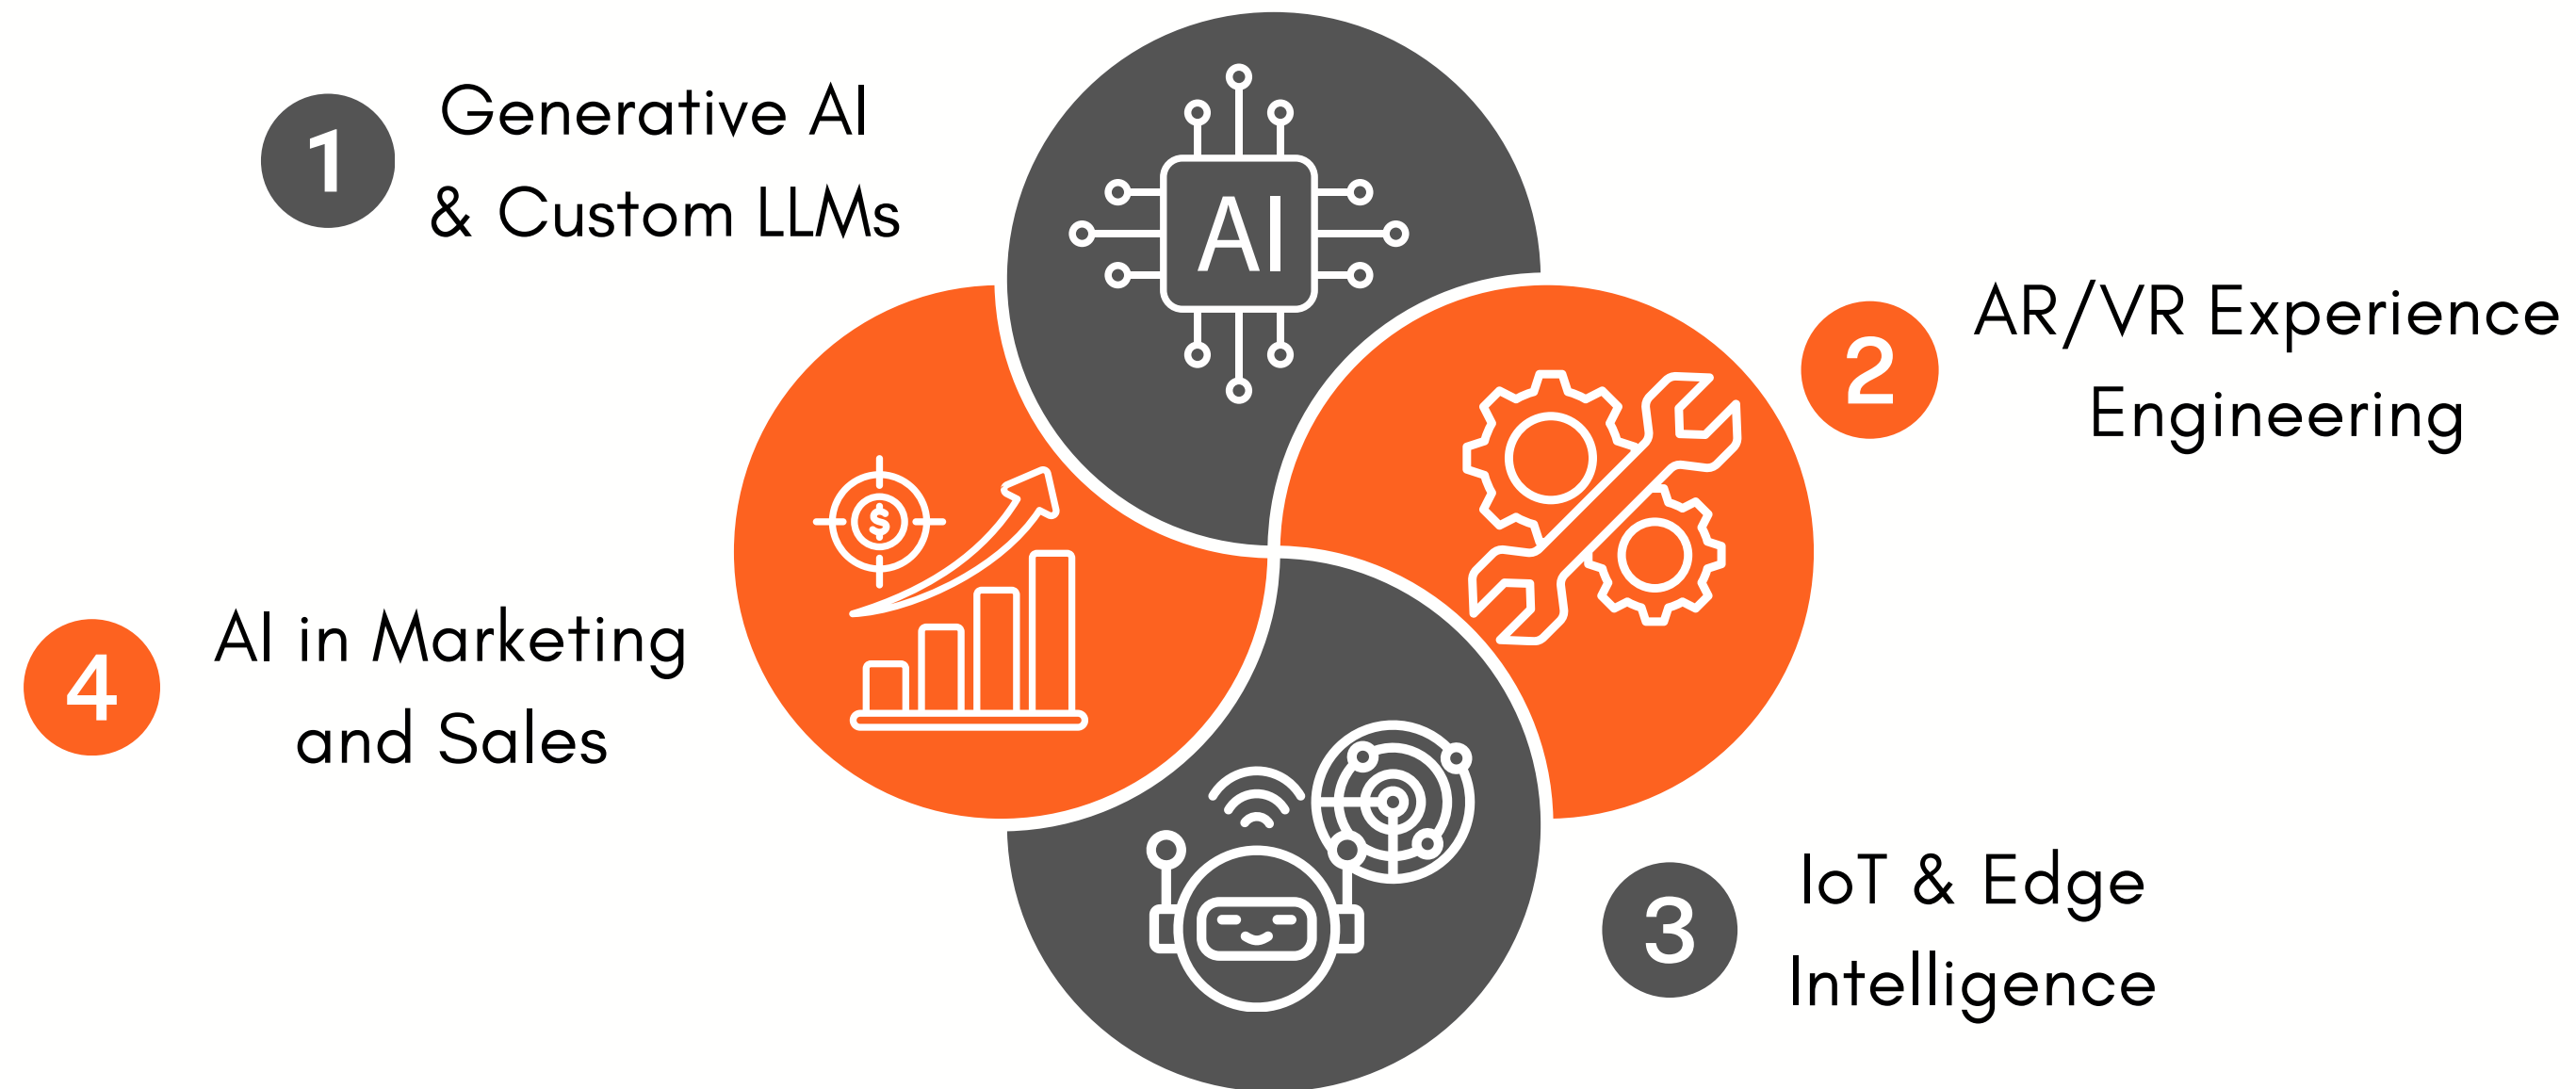 1
Generative AI
& Custom LLMs
AI
2
AR/VR Experience
Engineering
$
4
AI in Marketing
and Sales
3
IoT & Edge
Intelligence